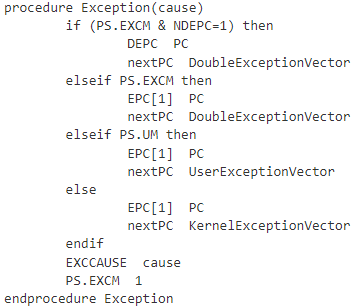 procedure Exception(cause)
if (PS.EXCM & NDEPC=1) then
DEPC  PC
nextPC  DoubleExceptionVector
elseif PS.EXCM then
EPC[1]  PC
nextPC  DoubleExceptionVector
elseif PS.UM then
EPC[1]  PC
nextPC  UserExceptionVector
else
EPC[1]  PC
nextPC  KernelExceptionVector
endif
EXCCAUSE  cause
PS.EXCM  1
endprocedure Exception